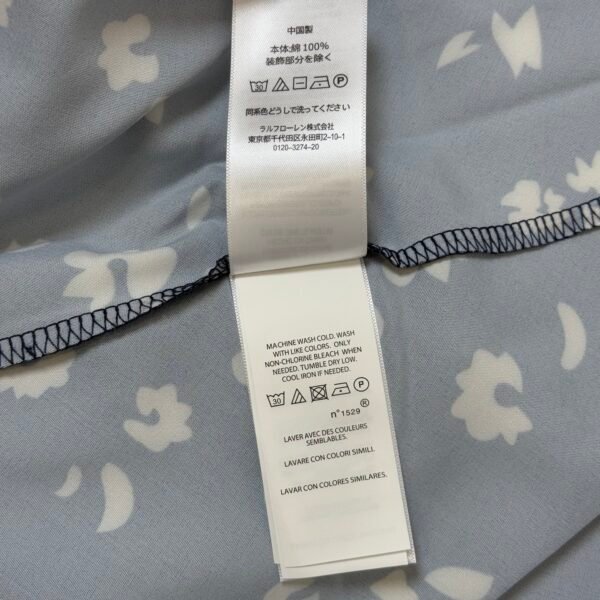 中国製
本体:綿 100%
装飾部分を除く
30 P
同系色どうしで洗ってください
ラルフローレン株式会社
東京都千代田区永田町2-10-1
0120-3274-20
MACHINE WASH COLD. WASH
WITH LIKE COLORS. ONLY
NON-CHLORINE BLEACH WHEN
NEEDED. TUMBLE DRY LOW.
COOL IRON IF NEEDED.
30 P
n°1529 ®
LAVER AVEC DES COULEURS
SEMBLABLES.
LAVARE CON COLORI SIMILI.
LAVAR CON COLORES SIMILARES.